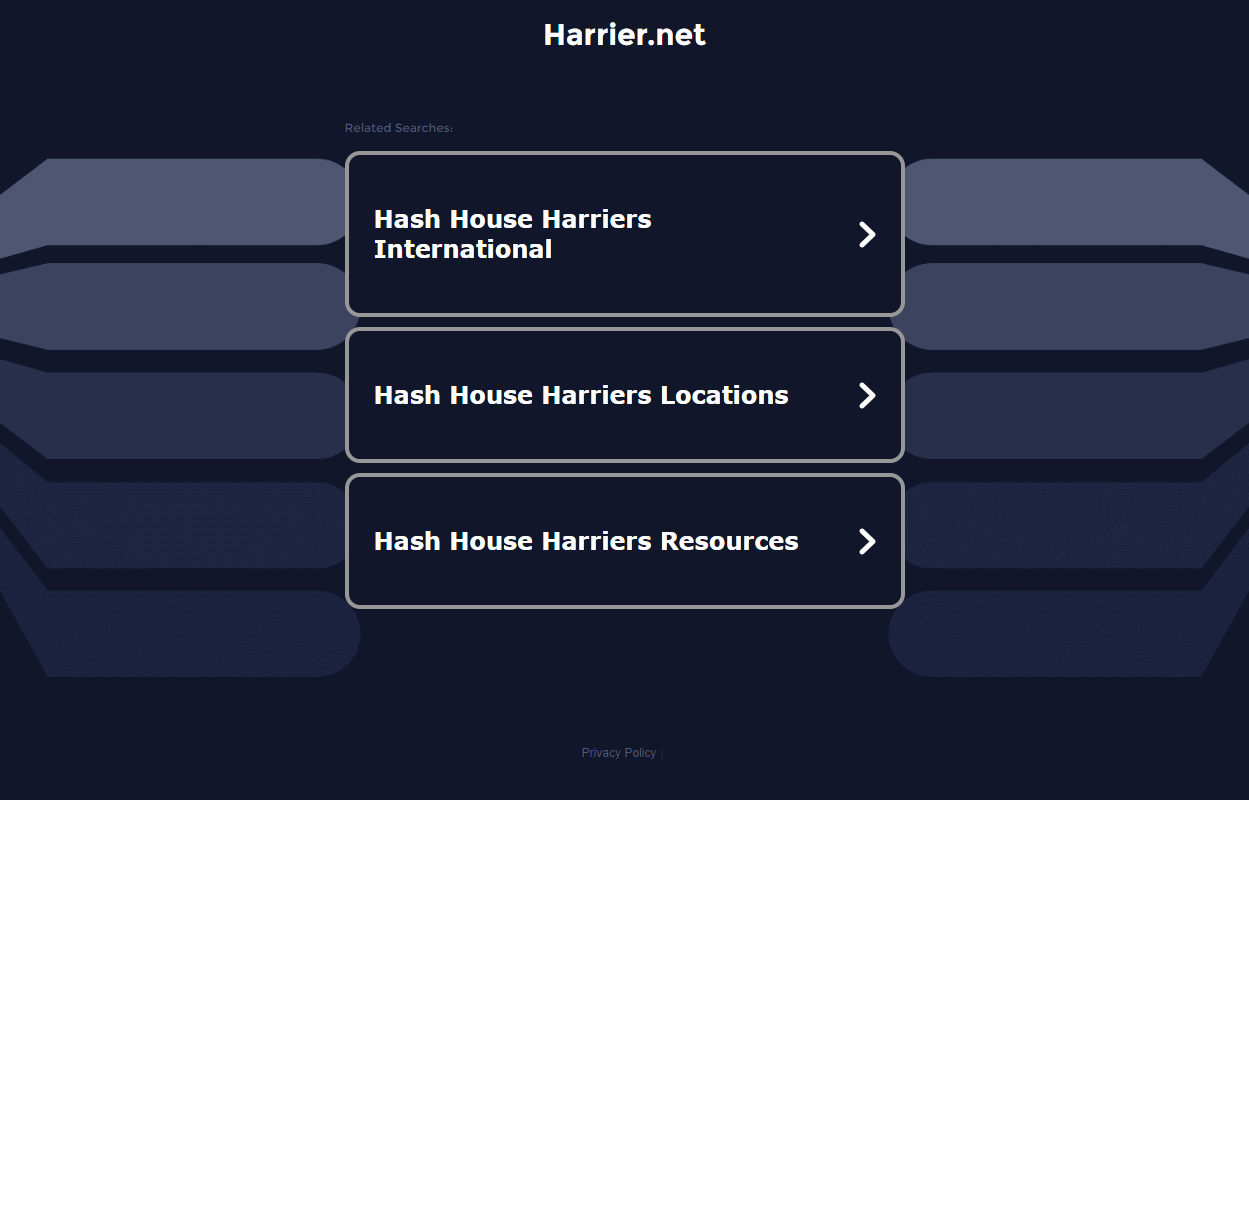 Harrier.net
Related Searches:
Hash House Harriers
International
Hash House Harriers Locations
Hash House Harriers Resources
Privacy Policy |